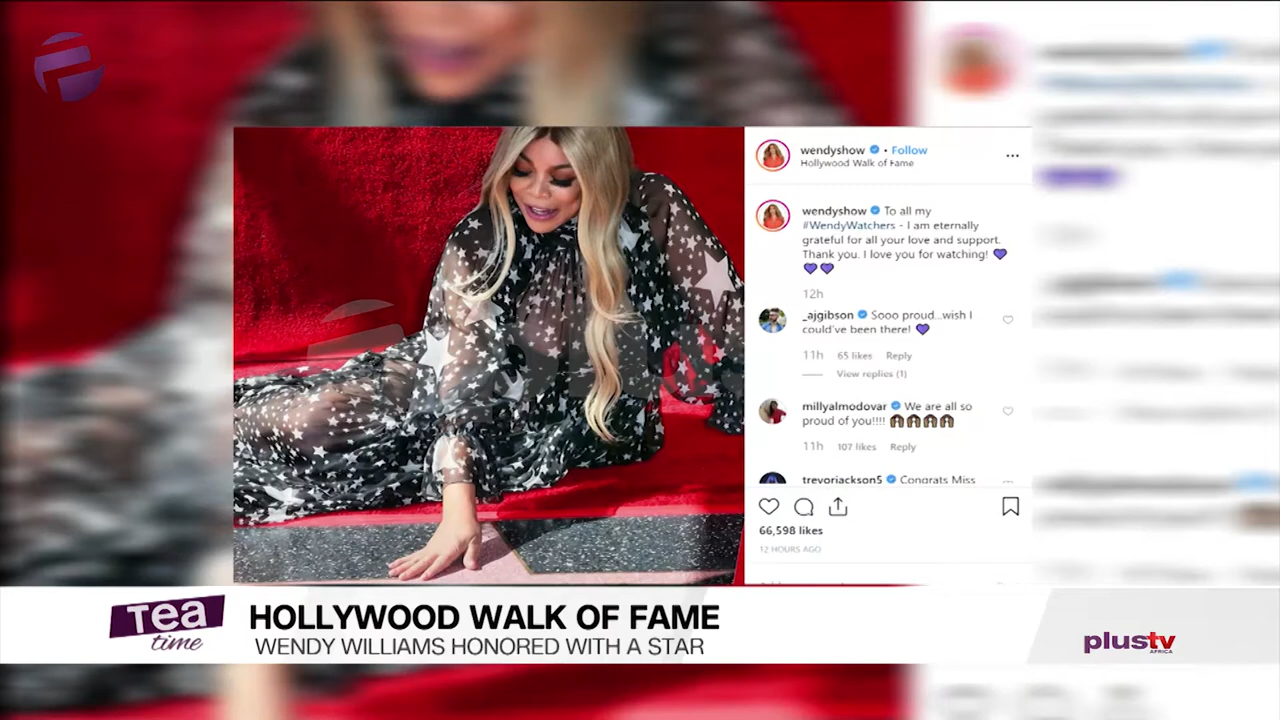 wendyshow • Follow
Hollywood Walk of Fame
wendyshow To all my
#WendyWatchers - I am eternally
grateful for all your love and support.
Thank you. I love you for watching! 💜
💜💜
12h
_ajgibson Sooo proud...wish I
could've been there! 💜
11h 65 likes Reply
View replies (1)
millyalmodovar We are all so
proud of you!!!!
11h 107 likes Reply
trevorjackson5 Congrats Miss
66,598 likes
12 HOURS AGO
Tea
time
HOLLYWOOD WALK OF FAME
WENDY WILLIAMS HONORED WITH A STAR
plustv
AFRICA